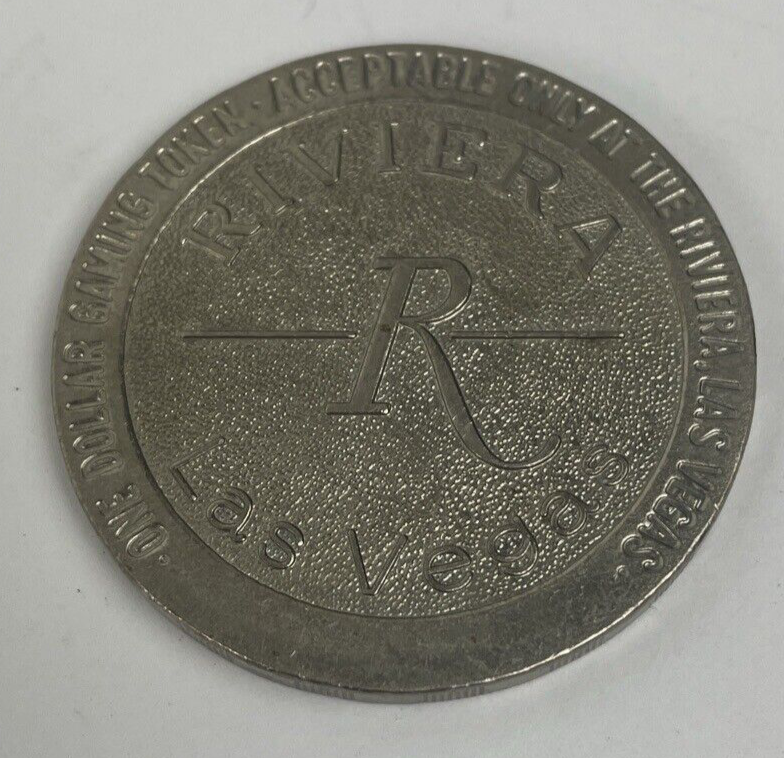 · ONE DOLLAR GAMING TOKEN · ACCEPTABLE ONLY AT THE RIVIERA, LAS VEGAS ·
RIVIERA
R
Las Vegas